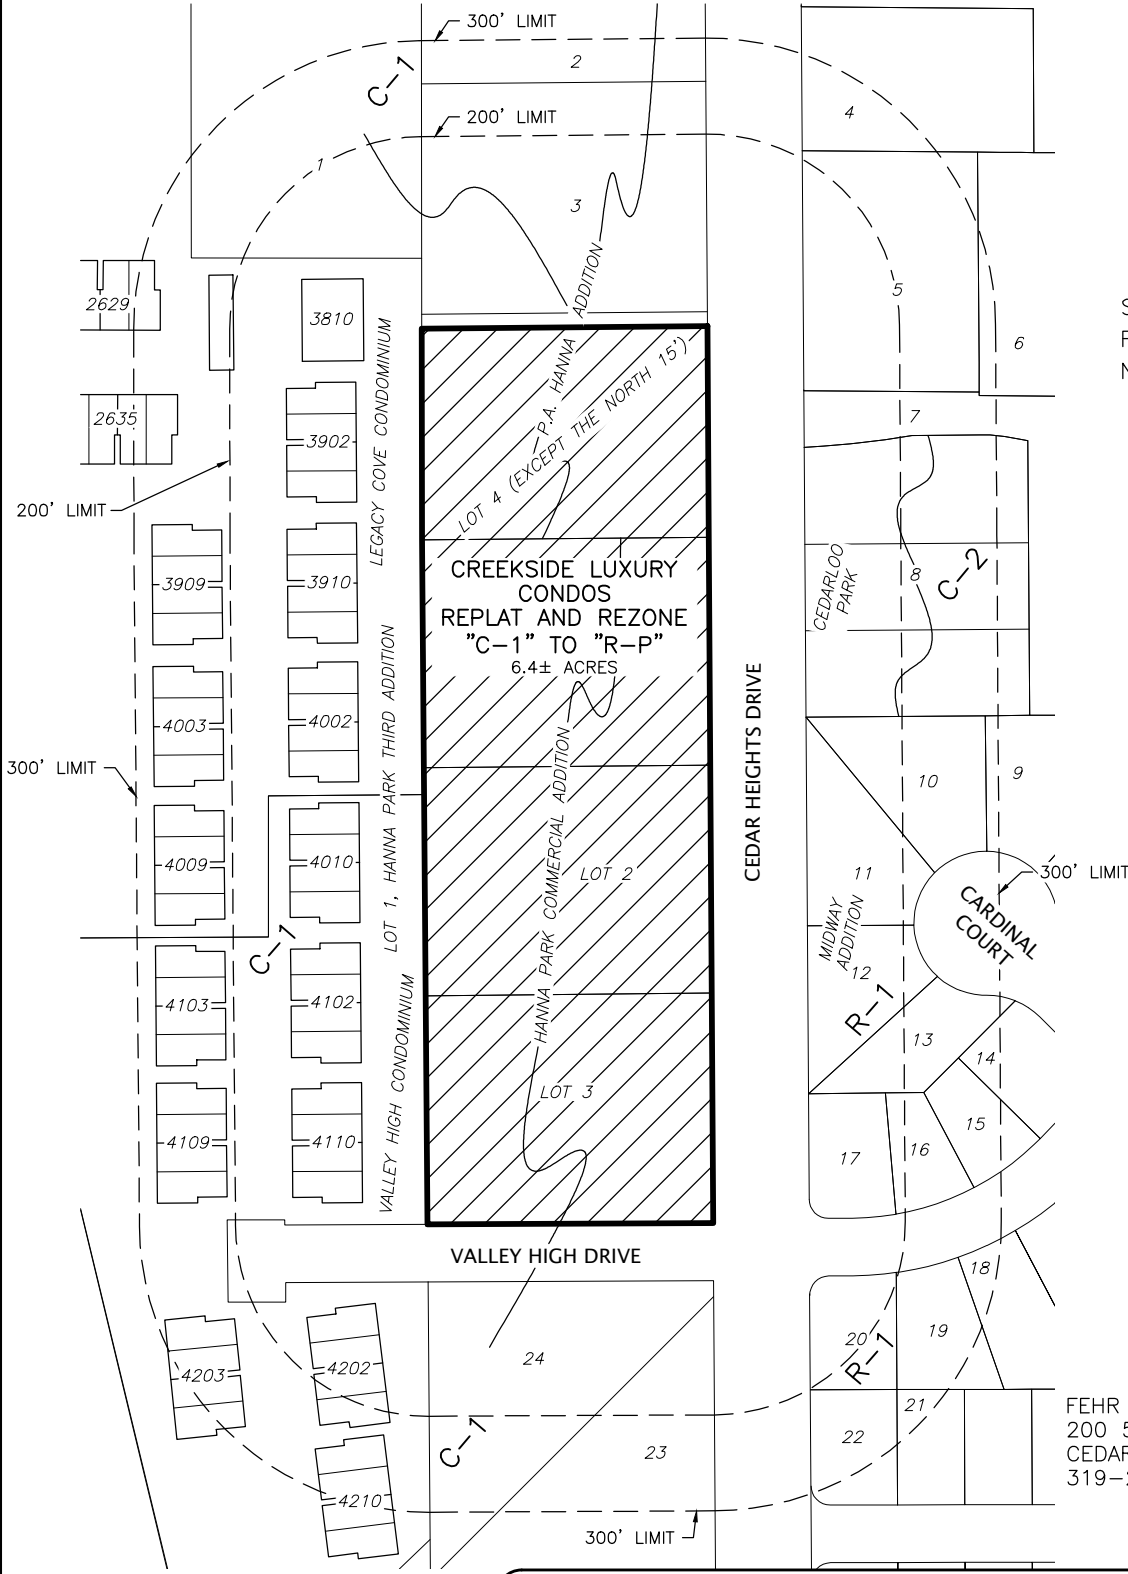 300' LIMIT
2
C-1
4
200' LIMIT
1
3
ADDITION
5
2629
3810
6
P.A. HANNA
LOT 4 (EXCEPT THE NORTH 15')
7
2635
3902
LEGACY COVE CONDOMINIUM
200' LIMIT
CREEKSIDE LUXURY
CONDOS
REPLAT AND REZONE
"C-1" TO "R-P"
6.4± ACRES
3909
3910
CEDARLOO
PARK
8
C-2
4003
4002
LOT 1, HANNA PARK THIRD ADDITION
CEDAR HEIGHTS DRIVE
300' LIMIT
10
9
HANNA PARK COMMERCIAL ADDITION
4009
4010
LOT 2
11
300' LIMIT
CARDINAL
COURT
C-1
MIDWAY
ADDITION
12
4103
4102
R-1
13
VALLEY HIGH CONDOMINIUM
14
LOT 3
15
4109
4110
17
16
VALLEY HIGH DRIVE
18
20
19
R-1
4203
4202
24
21
FEHR
200 5
CEDAR
319-2
C-1
23
22
4210
300' LIMIT